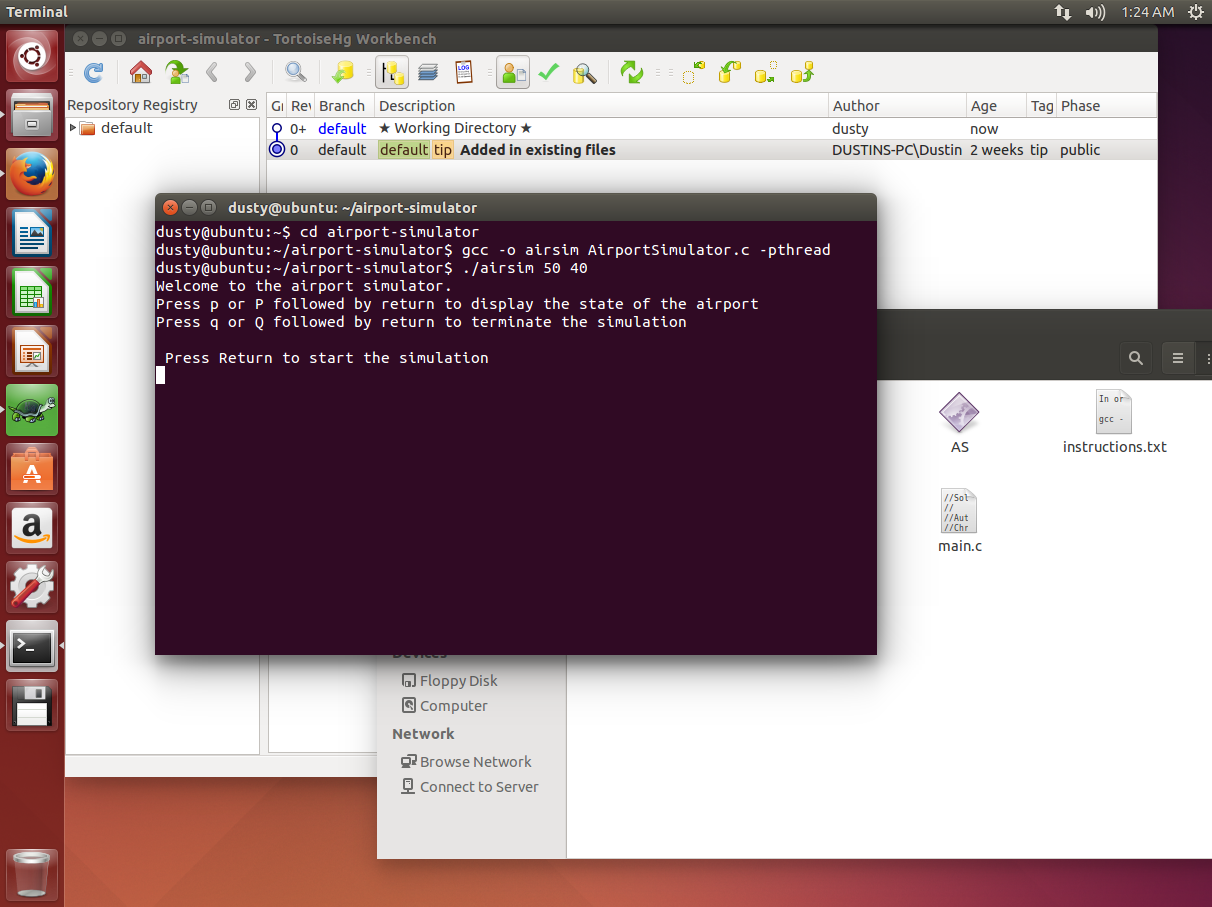 Terminal
1:24 AM
airport-simulator - TortoiseHg Workbench
LOG
Repository Registry
default
Gr Rev Branch Description Author Age Tag Phase
0+ default ★ Working Directory ★ dusty now
0 default default tip Added in existing files DUSTINS-PC\Dustin 2 weeks tip public
dusty@ubuntu: ~/airport-simulator
dusty@ubuntu:~$ cd airport-simulator
dusty@ubuntu:~/airport-simulator$ gcc -o airsim AirportSimulator.c -pthread
dusty@ubuntu:~/airport-simulator$ ./airsim 50 40
Welcome to the airport simulator.
Press p or P followed by return to display the state of the airport
Press q or Q followed by return to terminate the simulation
Press Return to start the simulation
In or
gcc -
AS
instructions.txt
//Sol
//
//Aut
//Chr
main.c
Devices
Floppy Disk
Computer
Network
Browse Network
Connect to Server